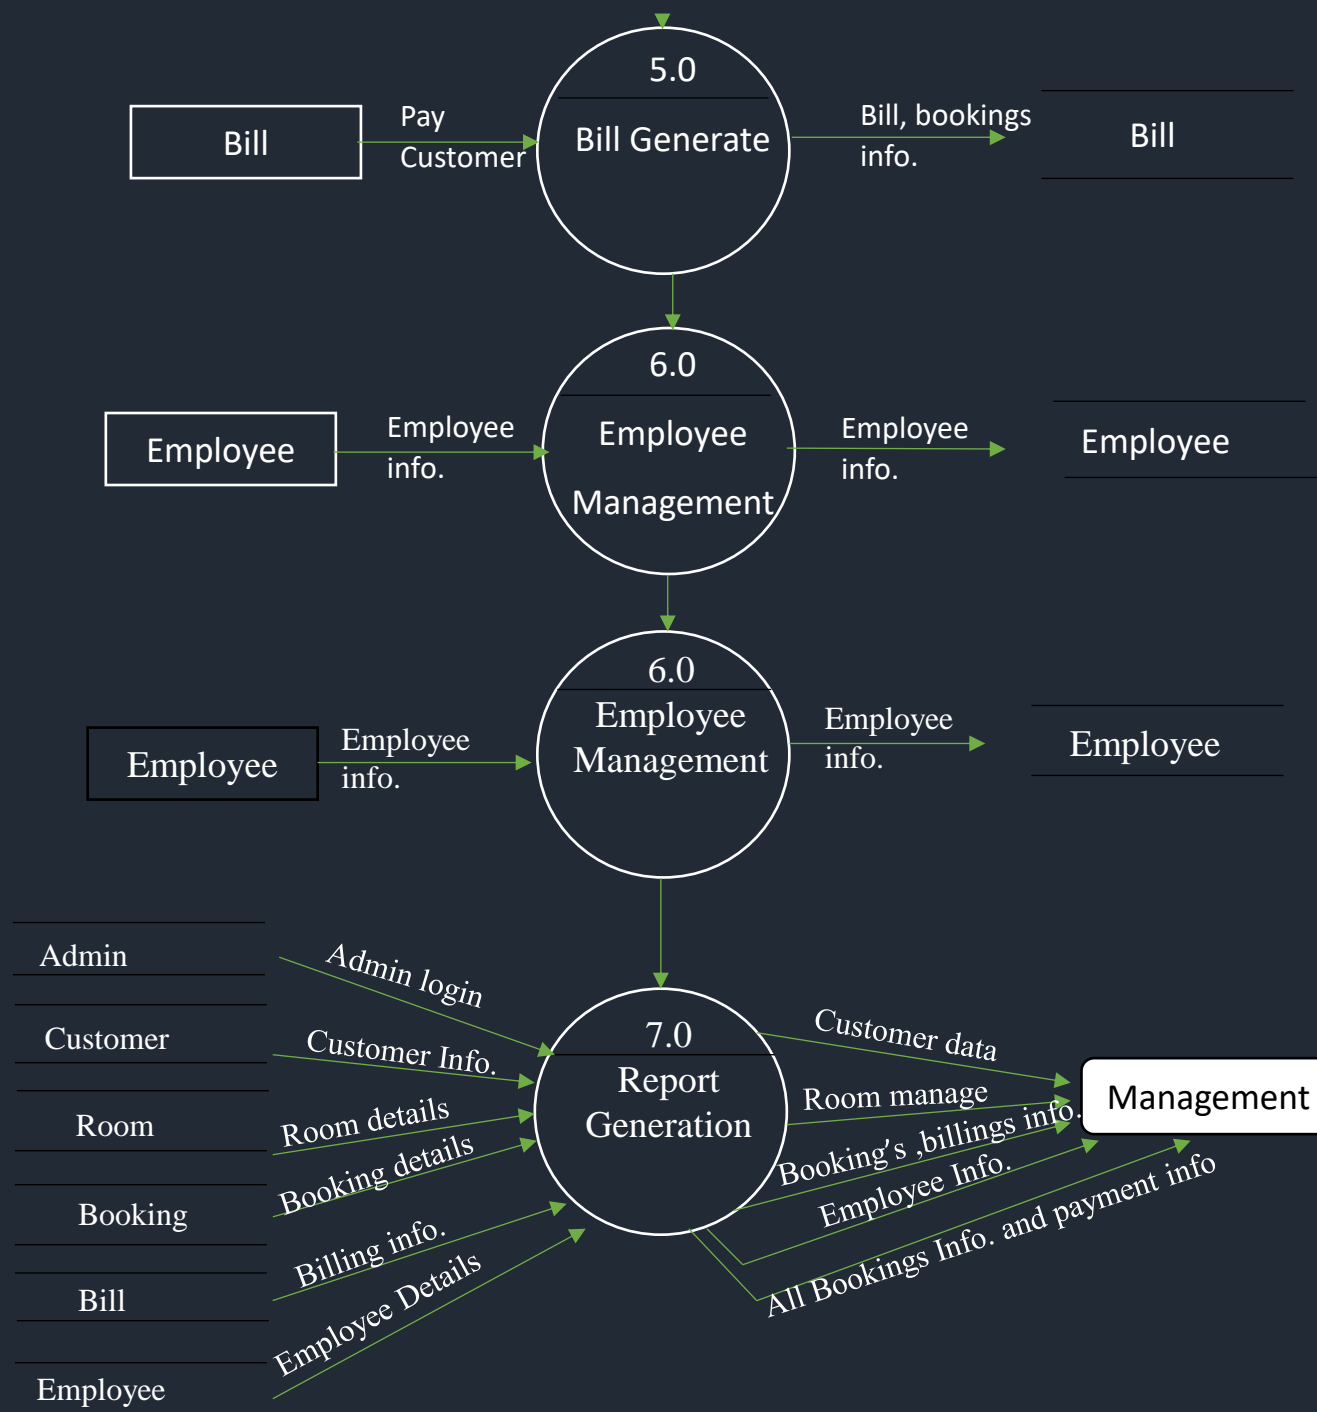 5.0
Bill
Pay
Customer
Bill Generate
Bill, bookings
info.
Bill
6.0
Employee
Employee
info.
Employee
Management
Employee
info.
Employee
6.0
Employee
Employee
info.
Employee
Management
Employee
info.
Employee
Admin
Admin login
Customer
Customer Info.
Room
Room details
Booking
Booking details
Bill
Billing info.
Employee
Employee Details
7.0
Report
Generation
Customer data
Room manage
Booking's ,billings info.
Employee Info.
All Bookings Info. and payment info
Management